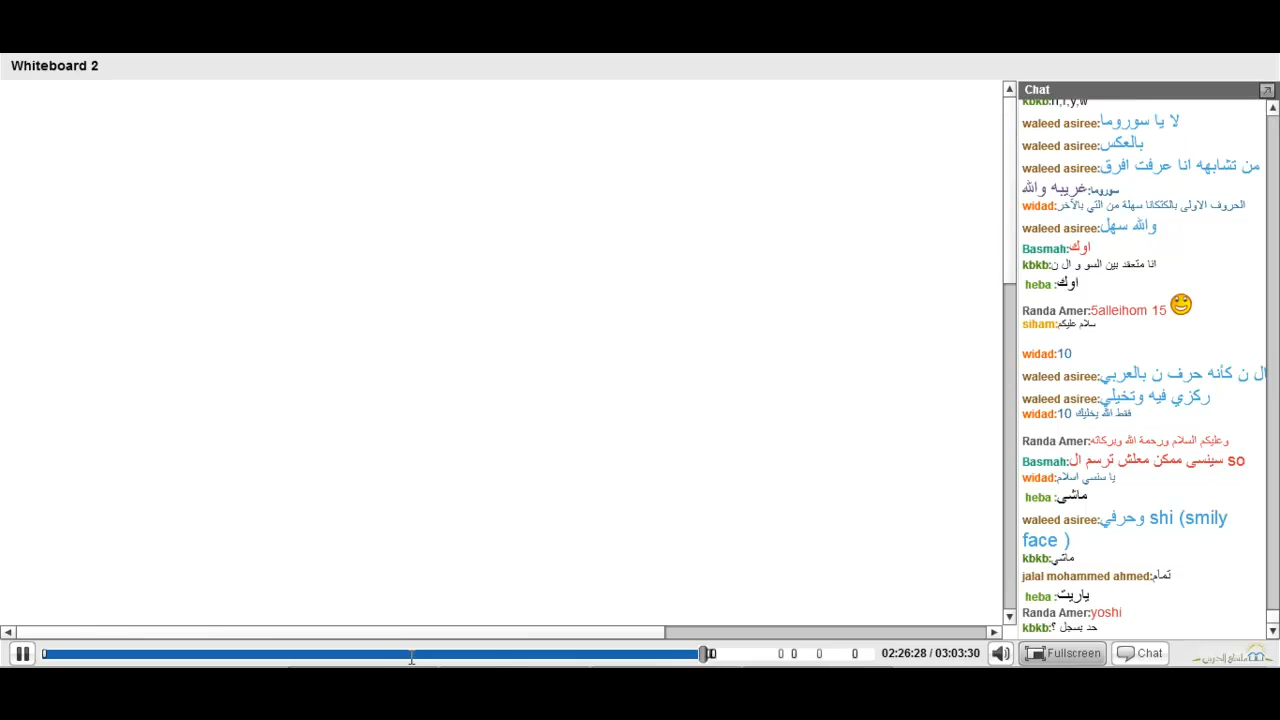 Whiteboard 2
Chat
kbkb:n,r,y,w
waleed asiree:لا يا سوروما
waleed asiree:بالعكس
waleed asiree:من تشابهه انا عرفت افرق
سوروما:غريبه والله
widad:الحروف الاولى بالكتكانا سهلة من التي بالآخر
waleed asiree:والله سهل
Basmah:اوك
kbkb:انا متعقد بين السو و ال ن
heba :اوك
Randa Amer:5alleihom 15
siham:سلام عليكم
widad:10
waleed asiree:ال ن كأنه حرف ن بالعربي
waleed asiree:ركزي فيه وتخيلي
widad:10 فقط الله يخليك
Randa Amer:وعليكم السلام ورحمة الله وبركاته
Basmah:سينسى ممكن معلش ترسم ال so
widad:يا سنسي اسلام
heba :ماشى
waleed asiree:وحرفي shi (smily
face )
kbkb:ماشي
jalal mohammed ahmed:تمام
heba :ياريت
Randa Amer:yoshi
kbkb:حد بسجل ؟
02:26:28 / 03:03:30
Fullscreen
Chat